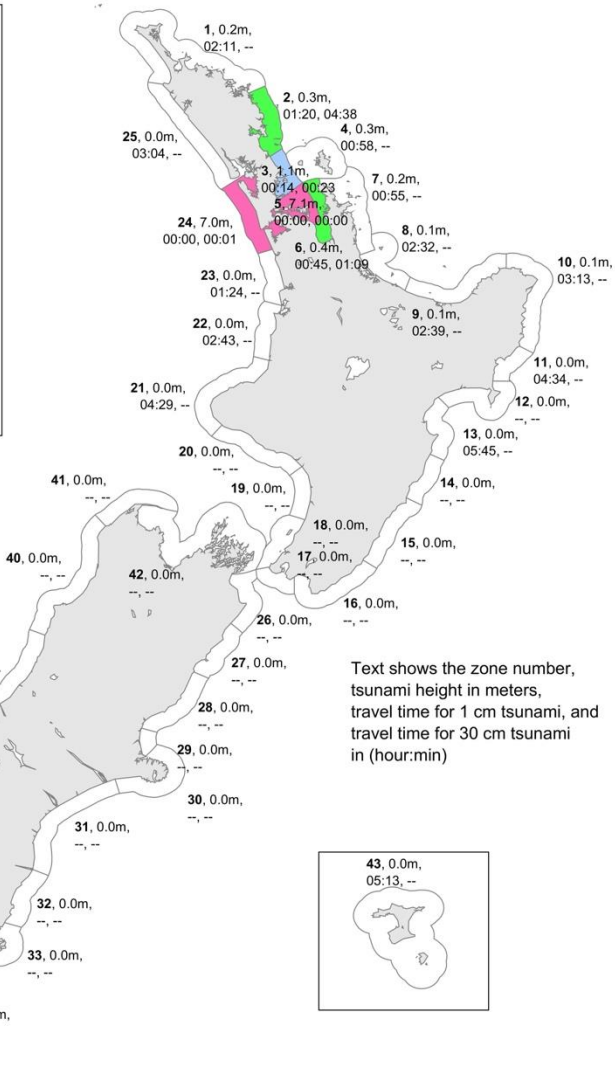 1, 0.2m,
02:11, --
2, 0.3m,
01:20, 04:38
25, 0.0m,
03:04, --
4, 0.3m,
00:58, --
3, 1.1m,
00:14, 00:23
7, 0.2m,
00:55, --
5, 7.1m,
00:00, 00:00
24, 7.0m,
00:00, 00:01
8, 0.1m,
02:32, --
6, 0.4m,
00:45, 01:09
10, 0.1m,
03:13, --
23, 0.0m,
01:24, --
9, 0.1m,
02:39, --
22, 0.0m,
02:43, --
11, 0.0m,
04:34, --
21, 0.0m,
04:29, --
12, 0.0m,
--, --
13, 0.0m,
05:45, --
20, 0.0m,
--, --
41, 0.0m,
--, --
19, 0.0m,
--, --
14, 0.0m,
--, --
18, 0.0m,
--, --
15, 0.0m,
--, --
40, 0.0m,
--, --
17, 0.0m,
--, --
42, 0.0m,
--, --
16, 0.0m,
--, --
26, 0.0m,
--, --
27, 0.0m,
--, --
Text shows the zone number,
tsunami height in meters,
travel time for 1 cm tsunami, and
travel time for 30 cm tsunami
in (hour:min)
28, 0.0m,
--, --
29, 0.0m,
--, --
30, 0.0m,
--, --
31, 0.0m,
--, --
43, 0.0m,
05:13, --
32, 0.0m,
--, --
33, 0.0m,
--, --
m,